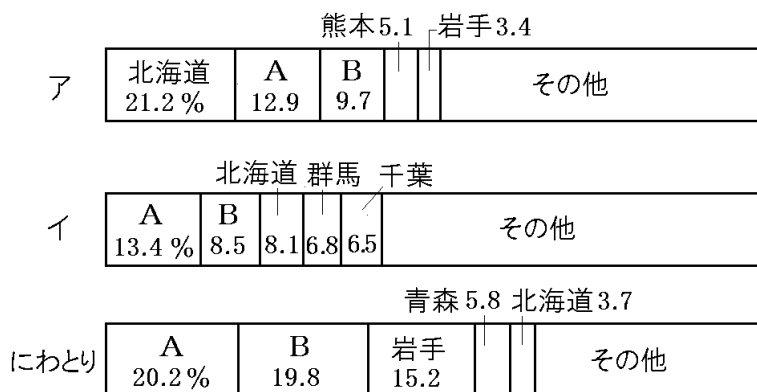 熊本5.1 岩手3.4
ア 北海道 A B その他
21.2% 12.9 9.7
北海道 群馬 千葉
イ A B その他
13.4% 8.5 8.1 6.8 6.5
青森5.8 北海道3.7
にわとり A B 岩手 その他
20.2% 19.8 15.2